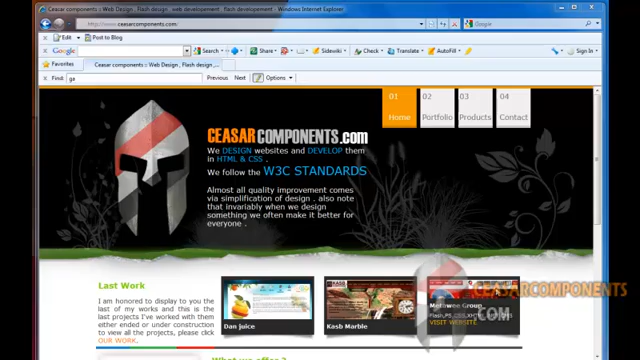 Ceasar components :: Web Design , Flash design , web developement - flash developement - Windows Internet Explorer
http://www.ceasarcomponents.com/
Google
Edit
Post to Blog
Google
Search
Share
Sidewiki
Check
Translate
AutoFill
Sign In
Favorites
Ceasar components :: Web Design , Flash design , ...
Find: ga
Previous
Next
Options
01
Home
02
Portfolio
03
Products
04
Contact
CEASARCOMPONENTS.com
We DESIGN websites and DEVELOP them
in HTML & CSS .
We follow the W3C STANDARDS
Almost all quality improvement comes
via simplification of design . also note
that invariably when we design
something we often make it better for
everyone .
Last Work
I am honored to display to you the
last of my works and this is the
last projects I've worked with them
either ended or under construction
to view all the projects, please click
OUR WORK.
Dan juice
KASB
Kasb Marble
Metawea Group
VISIT WEBSITE
CEASARCOMPONENTS
.COM
What we offer ?